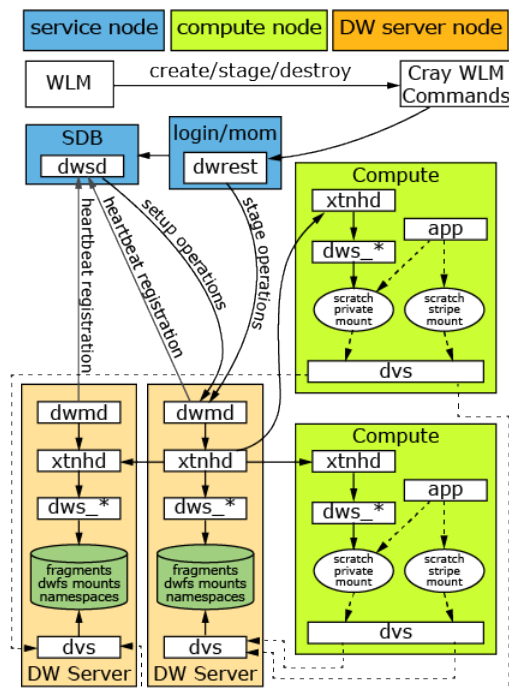 service node
compute node
DW server node
WLM
create/stage/destroy
Cray WLM
Commands
SDB
dwsd
login/mom
dwrest
heartbeat registration
heartbeat registration
setup operations
stage operations
Compute
xtnhd
app
dws_*
scratch
private
mount
scratch
stripe
mount
dvs
dwmd
xtnhd
dws_*
fragments
dwfs mounts
namespaces
dvs
DW Server
dwmd
xtnhd
dws_*
fragments
dwfs mounts
namespaces
dvs
DW Server
Compute
xtnhd
app
dws_*
scratch
private
mount
scratch
stripe
mount
dvs